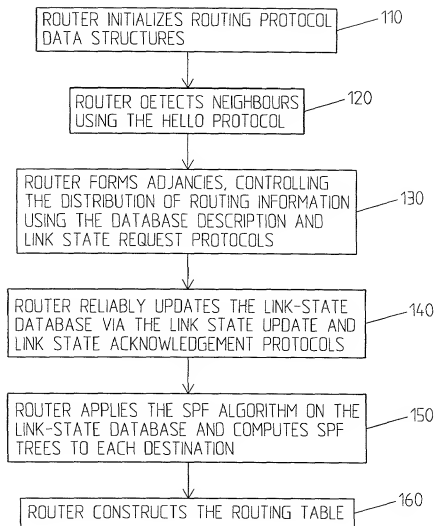 ROUTER INITIALIZES ROUTING PROTOCOL
DATA STRUCTURES
110
ROUTER DETECTS NEIGHBOURS
USING THE HELLO PROTOCOL
120
ROUTER FORMS ADJANCIES, CONTROLLING
THE DISTRIBUTION OF ROUTING INFORMATION
USING THE DATABASE DESCRIPTION AND
LINK STATE REQUEST PROTOCOLS
130
ROUTER RELIABLY UPDATES THE LINK-STATE
DATABASE VIA THE LINK STATE UPDATE AND
LINK STATE ACKNOWLEDGEMENT PROTOCOLS
140
ROUTER APPLIES THE SPF ALGORITHM ON THE
LINK-STATE DATABASE AND COMPUTES SPF
TREES TO EACH DESTINATION
150
ROUTER CONSTRUCTS THE ROUTING TABLE
160